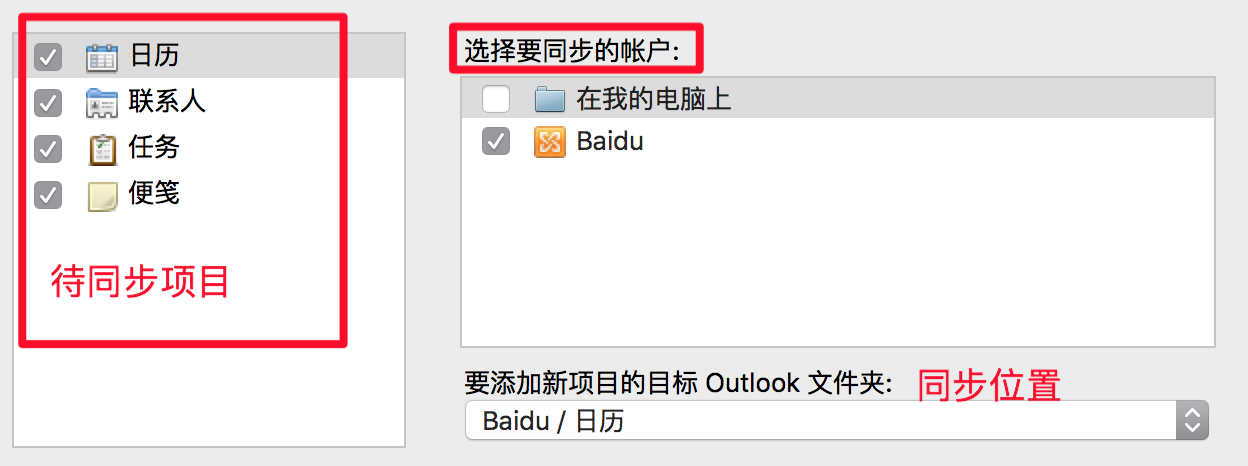 日历
联系人
任务
便笺
待同步项目
选择要同步的帐户:
在我的电脑上
Baidu
要添加新项目的目标 Outlook 文件夹:
同步位置
Baidu / 日历